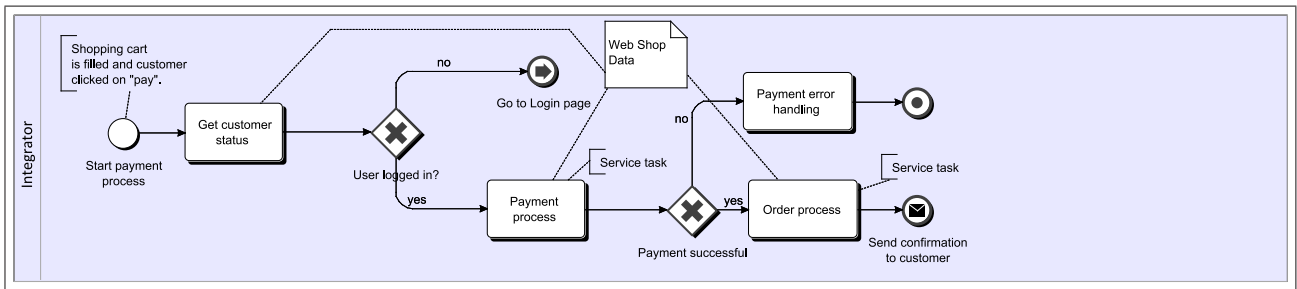 Integrator
Shopping cart
is filled and customer
clicked on "pay".
Start payment
process
Get customer
status
User logged in?
no
Go to Login page
yes
Web Shop
Data
Payment
process
Service task
Payment successful
no
Payment error
handling
yes
Order process
Service task
Send confirmation
to customer